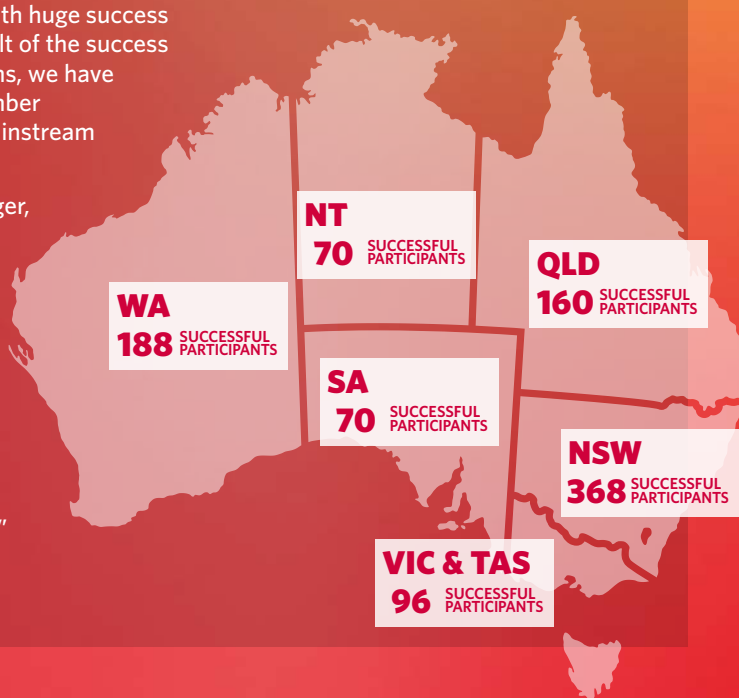 th huge success
lt of the success
ns, we have
nber
instream
ger,
"
NT
70 SUCCESSFUL
PARTICIPANTS
QLD
160 SUCCESSFUL
PARTICIPANTS
WA
188 SUCCESSFUL
PARTICIPANTS
SA
70 SUCCESSFUL
PARTICIPANTS
NSW
368 SUCCESSFUL
PARTICIPANTS
VIC & TAS
96 SUCCESSFUL
PARTICIPANTS